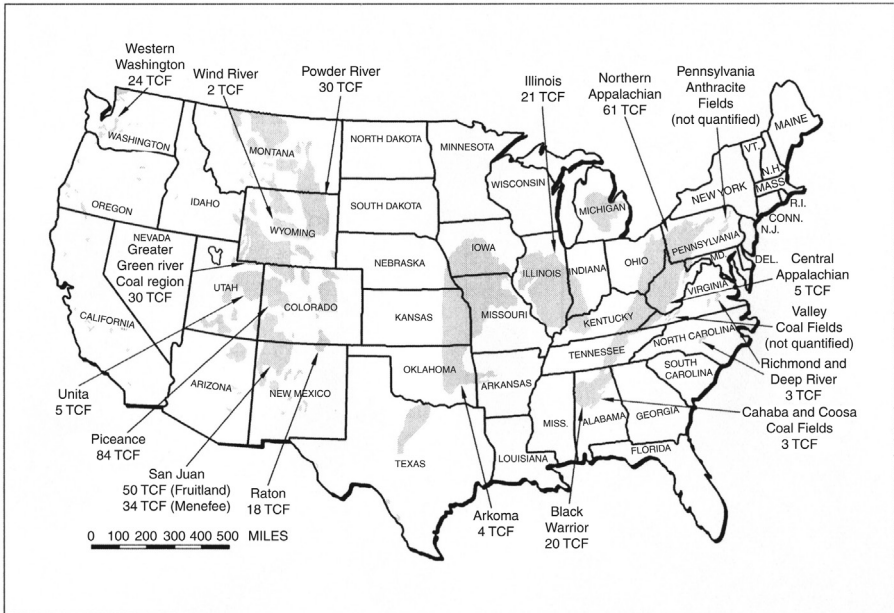 Western
Washington
24 TCF
Wind River
2 TCF
Powder River
30 TCF
Illinois
21 TCF
Northern
Appalachian
61 TCF
Pennsylvania
Anthracite
Fields
(not quantified)
WASHINGTON
MONTANA
NORTH DAKOTA
MINNESOTA
MAINE
VT.
N.H.
MASS
R.I.
CONN.
N.J.
NEW YORK
WISCONSIN
MICHIGAN
OREGON
IDAHO
SOUTH DAKOTA
WYOMING
IOWA
PENNSYLVANIA
NEVADA
Greater
Green river
Coal region
30 TCF
NEBRASKA
ILLINOIS
INDIANA
OHIO
MD.
DEL.
Central
Appalachian
5 TCF
UTAH
COLORADO
KANSAS
MISSOURI
VIRGINIA
KENTUCKY
Valley
Coal Fields
(not quantified)
CALIFORNIA
NORTH CAROLINA
TENNESSEE
Richmond and
Deep River
3 TCF
ARIZONA
NEW MEXICO
OKLAHOMA
ARKANSAS
SOUTH
CAROLINA
Unita
5 TCF
MISS.
ALABAMA
GEORGIA
Cahaba and Coosa
Coal Fields
3 TCF
Piceance
84 TCF
TEXAS
LOUISIANA
FLORIDA
San Juan
50 TCF (Fruitland)
34 TCF (Menefee)
Raton
18 TCF
Arkoma
4 TCF
Black
Warrior
20 TCF
0 100 200 300 400 500 MILES